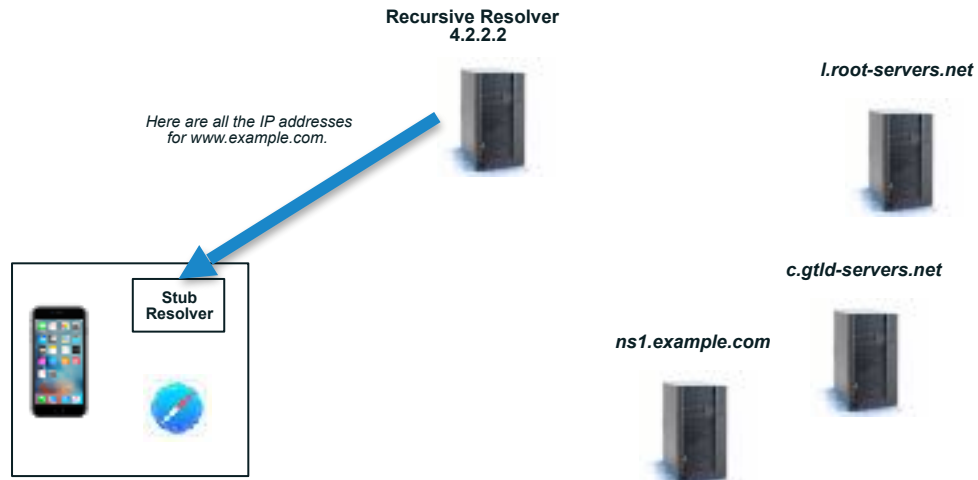 Recursive Resolver
4.2.2.2
l.root-servers.net
Here are all the IP addresses
for www.example.com.
c.gtld-servers.net
Stub
Resolver
ns1.example.com